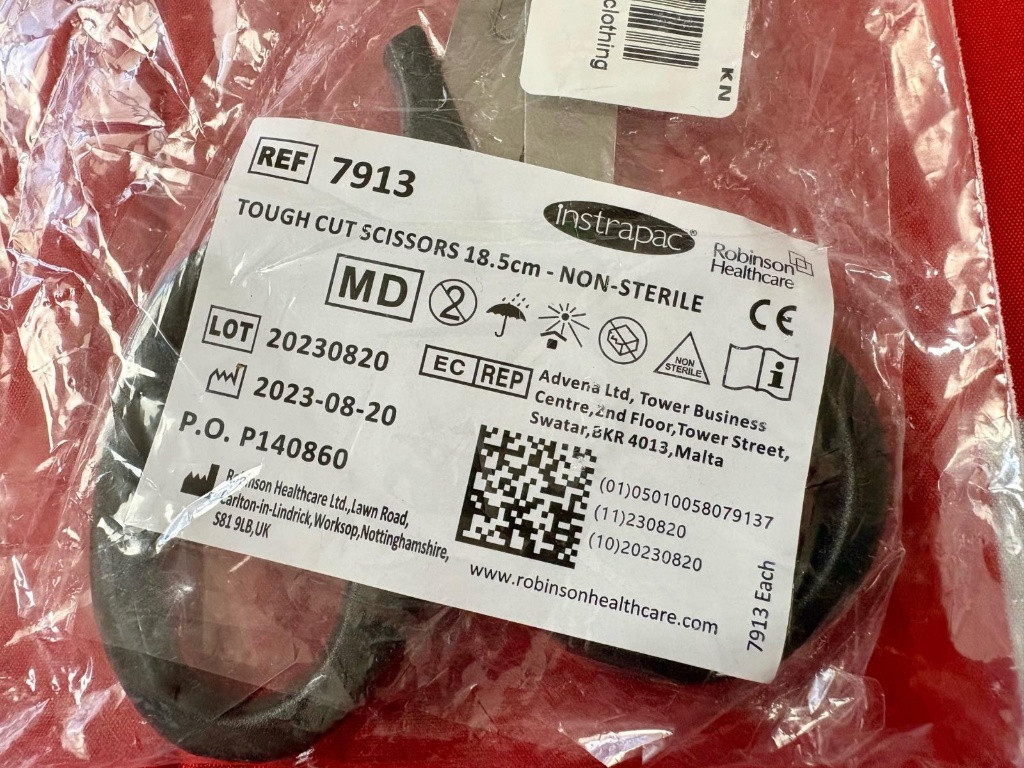 clothing
K N
REF 7913
instrapac®
Robinson
Healthcare
TOUGH CUT SCISSORS 18.5cm - NON-STERILE
MD
2
NON
STERILE
i
CE
LOT 20230820
2023-08-20
P.O. P140860
EC REP
Advena Ltd, Tower Business
Centre,2nd Floor,Tower Street,
Swatar,BKR 4013,Malta
Robinson Healthcare Ltd.,Lawn Road,
Carlton-in-Lindrick,Worksop,Nottinghamshire,
S81 9LB,UK
(01)05010058079137
(11)230820
(10)20230820
www.robinsonhealthcare.com
7913 Each